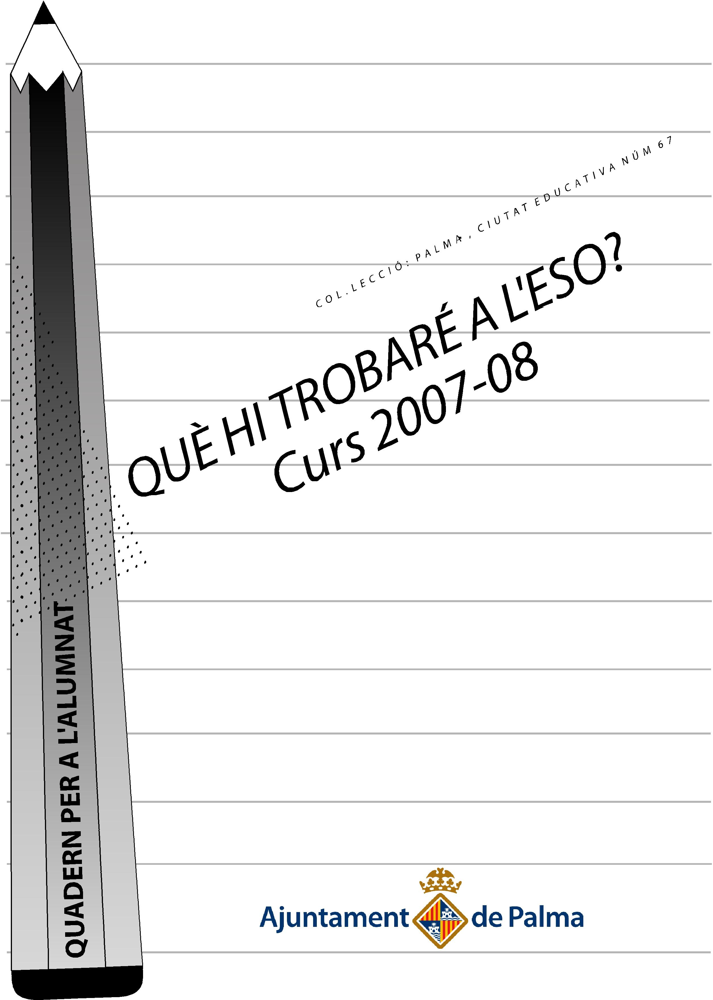 COL.LECCIÓ: PALMA, CIUTAT EDUCATIVA NÚM 67
QUÈ HI TROBARÉ A L'ESO?
Curs 2007-08
QUADERN PER A L'ALUMNAT
Ajuntament de Palma